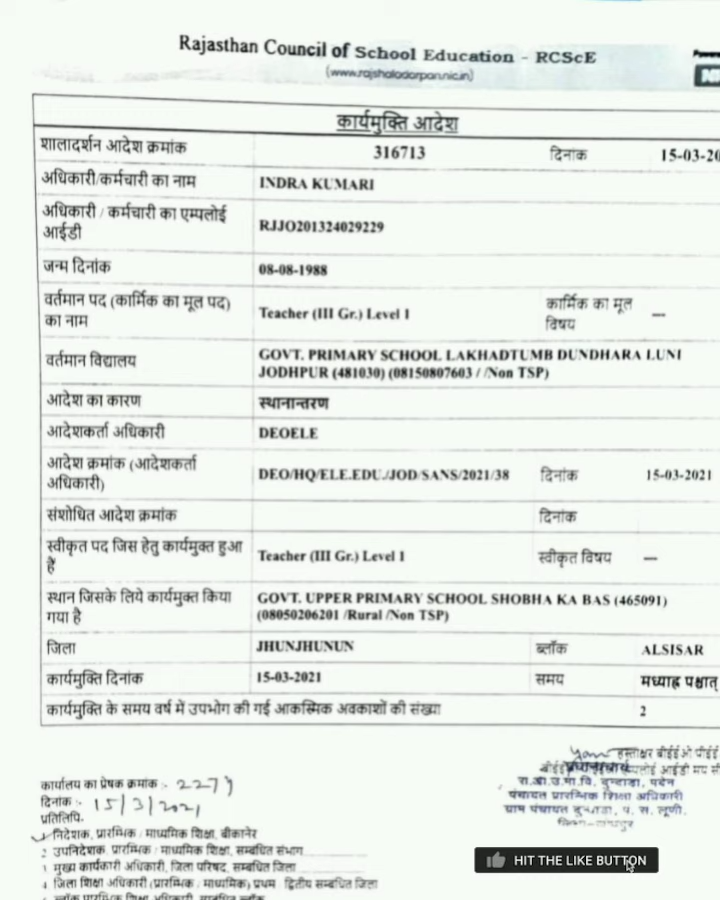 Rajasthan Council of School Education - RCScE
(www.rajshaladarpan.nic.in)
कार्यमुक्ति आदेश
शालादर्शन आदेश क्रमांक 316713 दिनांक 15-03-20
अधिकारी/कर्मचारी का नाम INDRA KUMARI
अधिकारी / कर्मचारी का एम्पलोई
आईडी RJJO201324029229
जन्म दिनांक 08-08-1988
वर्तमान पद (कार्मिक का मूल पद)
का नाम Teacher (III Gr.) Level 1 कार्मिक का मूल
विषय —
वर्तमान विद्यालय GOVT. PRIMARY SCHOOL LAKHADTUMB DUNDHARA LUNI
JODHPUR (481030) (08150807603 / /Non TSP)
आदेश का कारण स्थानान्तरण
आदेशकर्ता अधिकारी DEOELE
आदेश क्रमांक (आदेशकर्ता
अधिकारी) DEO/HQ/ELE.EDU./JOD/SANS/2021/38 दिनांक 15-03-2021
संशोधित आदेश क्रमांक दिनांक
स्वीकृत पद जिस हेतु कार्यमुक्त हुआ
हैं Teacher (III Gr.) Level 1 स्वीकृत विषय —
स्थान जिसके लिये कार्यमुक्त किया
गया है GOVT. UPPER PRIMARY SCHOOL SHOBHA KA BAS (465091)
(08050206201 /Rural /Non TSP)
जिला JHUNJHUNUN ब्लॉक ALSISAR
कार्यमुक्ति दिनांक 15-03-2021 समय मध्याह्न पश्चात्
कार्यमुक्ति के समय वर्ष में उपभोग की गई आकस्मिक अवकाशों की संख्या 2
हस्ताक्षर बीईईओ पीईई
प्रधानाचार्य
पंचायत प्रारम्भिक शिक्षा अधिकारी
कार्यालय का प्रेषक क्रमांक :-
दिनांक :- 15/3/2021
प्रतिलिपि:-
निदेशक, प्रारम्भिक / माध्यमिक शिक्षा, बीकानेर
2 उपनिदेशक, प्रारम्भिक / माध्यमिक शिक्षा, सम्बंधित संभाग
3 मुख्य कार्यकारी अधिकारी, जिला परिषद, सम्बंधित जिला
4 जिला शिक्षा अधिकारी (प्रारम्भिक / माध्यमिक) प्रथम द्वितीय सम्बंधित जिला
HIT THE LIKE BUTTON